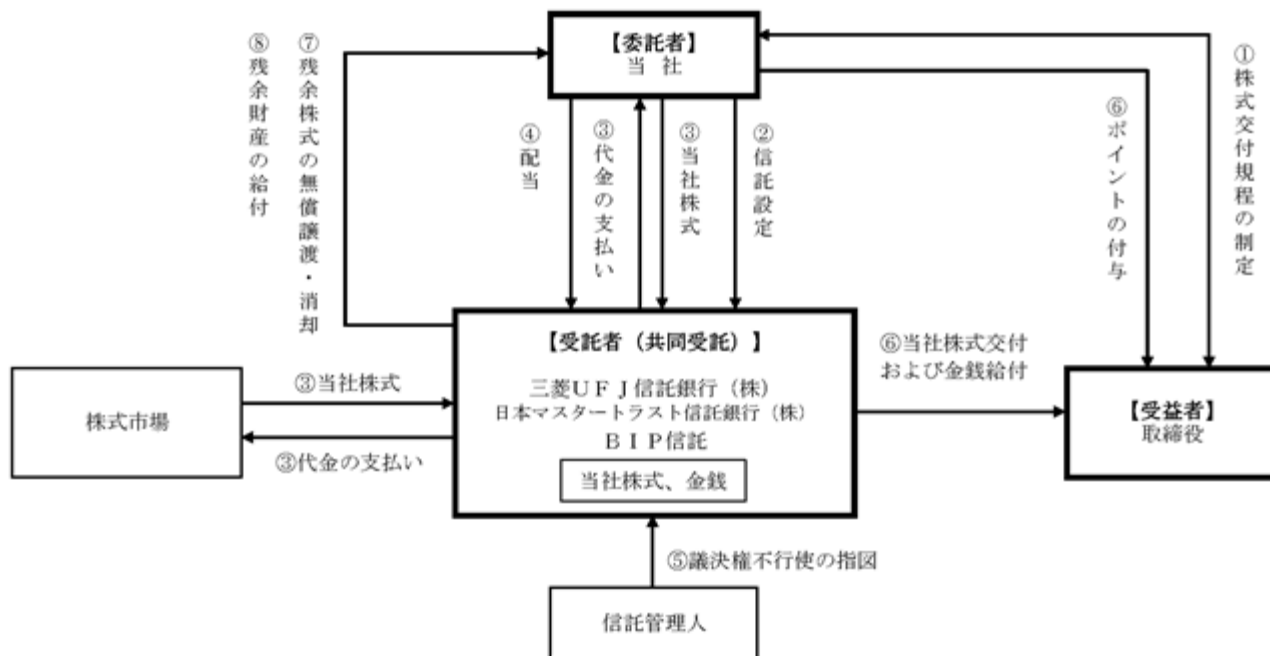 【委託者】
当 社
⑧残余財産の給付
⑦残余株式の無償譲渡・消却
④配当
③代金の支払い
③当社株式
②信託設定
⑥ポイントの付与
①株式交付規程の制定
【受託者（共同受託）】
三菱ＵＦＪ信託銀行（株）
日本マスタートラスト信託銀行（株）
ＢＩＰ信託
当社株式、金銭
株式市場
③当社株式
③代金の支払い
⑥当社株式交付
および金銭給付
【受益者】
取締役
⑤議決権不行使の指図
信託管理人